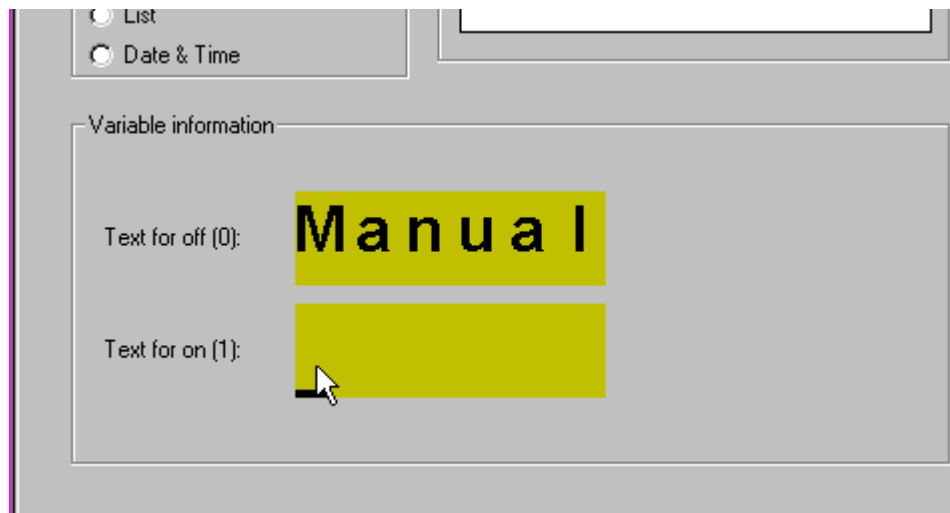 List
Date & Time
Variable information
Text for off (0):
Manual
Text for on (1):